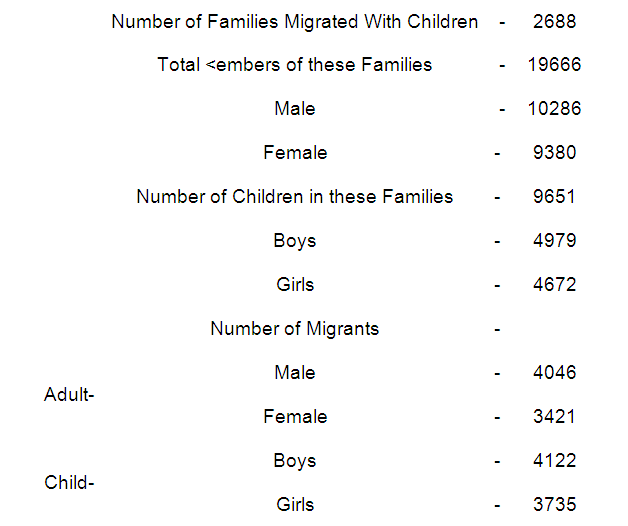 Number of Families Migrated With Children - 2688
Total <embers of these Families - 19666
Male - 10286
Female - 9380
Number of Children in these Families - 9651
Boys - 4979
Girls - 4672
Number of Migrants -
Adult-
Male - 4046
Female - 3421
Child-
Boys - 4122
Girls - 3735